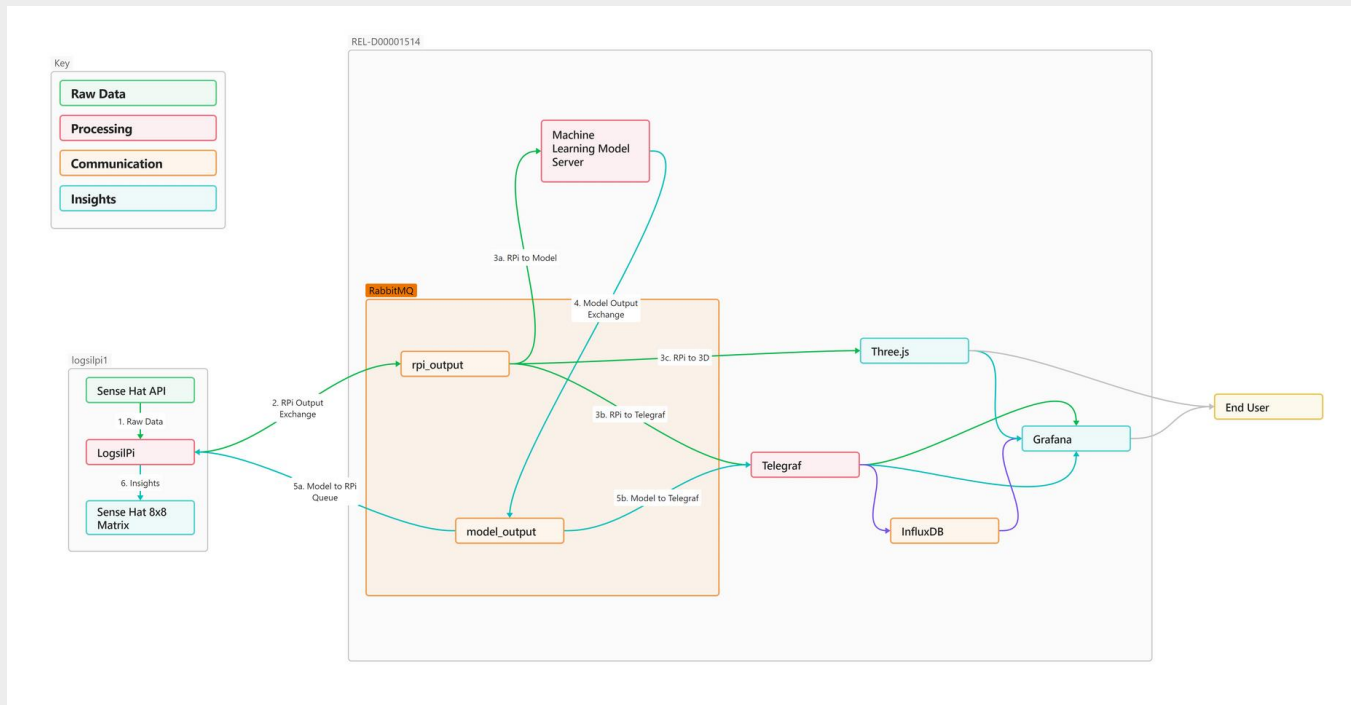 REL-D00001514
Key
Raw Data
Processing
Communication
Insights
Machine
Learning Model
Server
3a. RPi to Model
RabbitMQ
4. Model Output
Exchange
rpi_output
3c. RPi to 3D
Three.js
logsilpi1
Sense Hat API
1. Raw Data
LogsilPi
6. Insights
Sense Hat 8x8
Matrix
2. RPi Output
Exchange
3b. RPi to Telegraf
End User
Grafana
Telegraf
5a. Model to RPi
Queue
5b. Model to Telegraf
model_output
InfluxDB